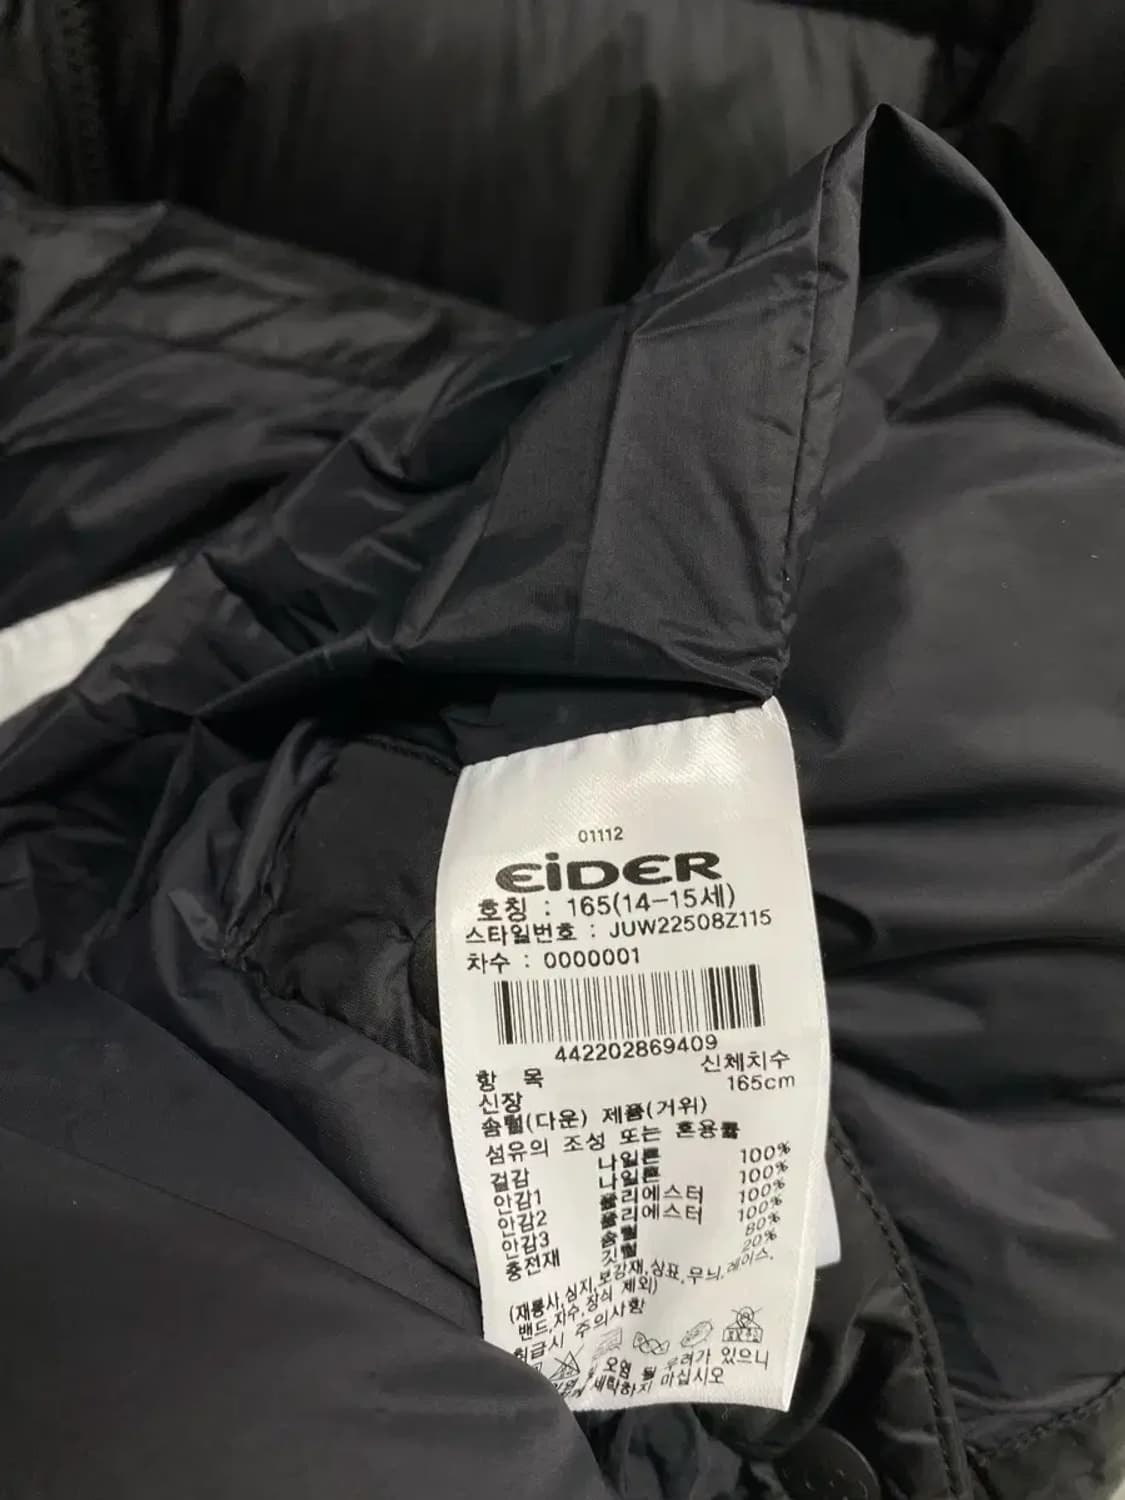 01112
EiDER
호칭 : 165(14-15세)
스타일번호 : JUW22508Z115
차수 : 0000001
442202869409
항 목 신체치수
신장 165cm
솜털(다운) 제품(거위)
섬유의 조성 또는 혼용률
겉감 나일론 100%
안감1 나일론 100%
안감2 폴리에스터 100%
안감3 폴리에스터 100%
충전재 솜털 80%
깃털 20%
(재봉사,심지,보강재,상표,무늬,레이스,
밴드,자수,장식 제외)
취급시 주의사항
오염 될 우려가 있으니
세탁하지 마십시오